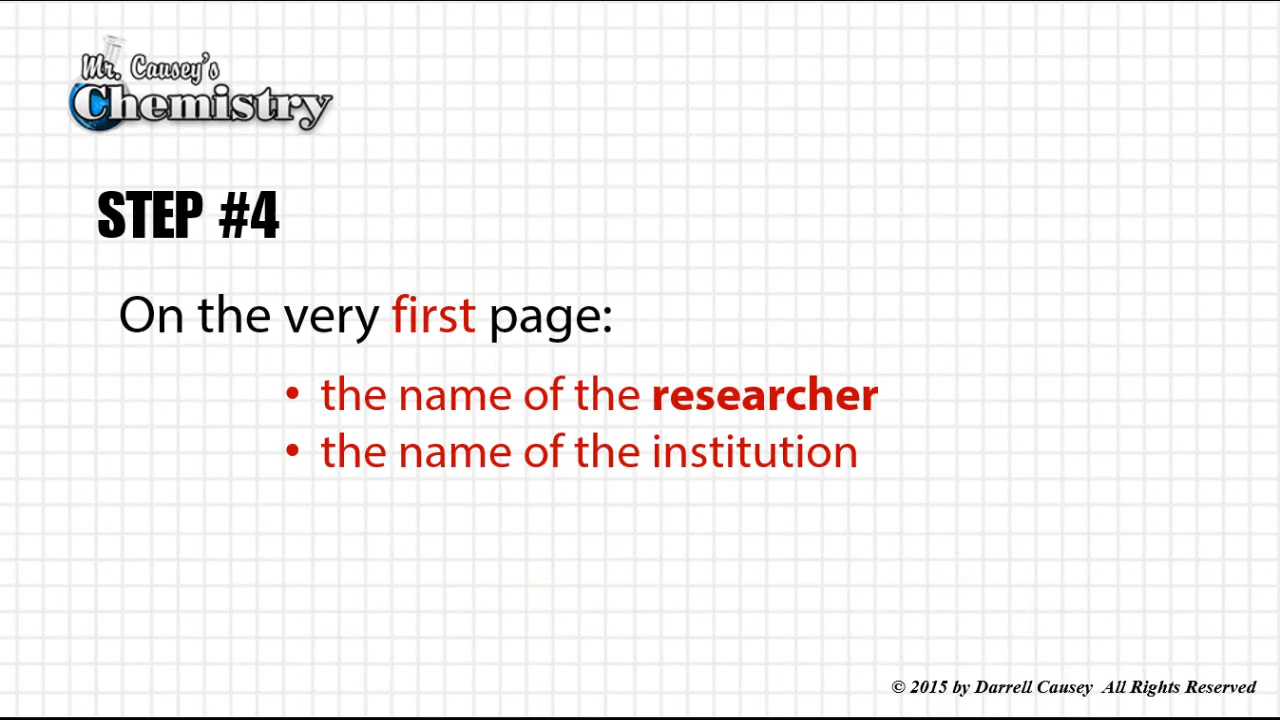 Mr. Causey's
Chemistry
STEP #4
On the very first page:
• the name of the researcher
• the name of the institution
© 2015 by Darrell Causey All Rights Reserved